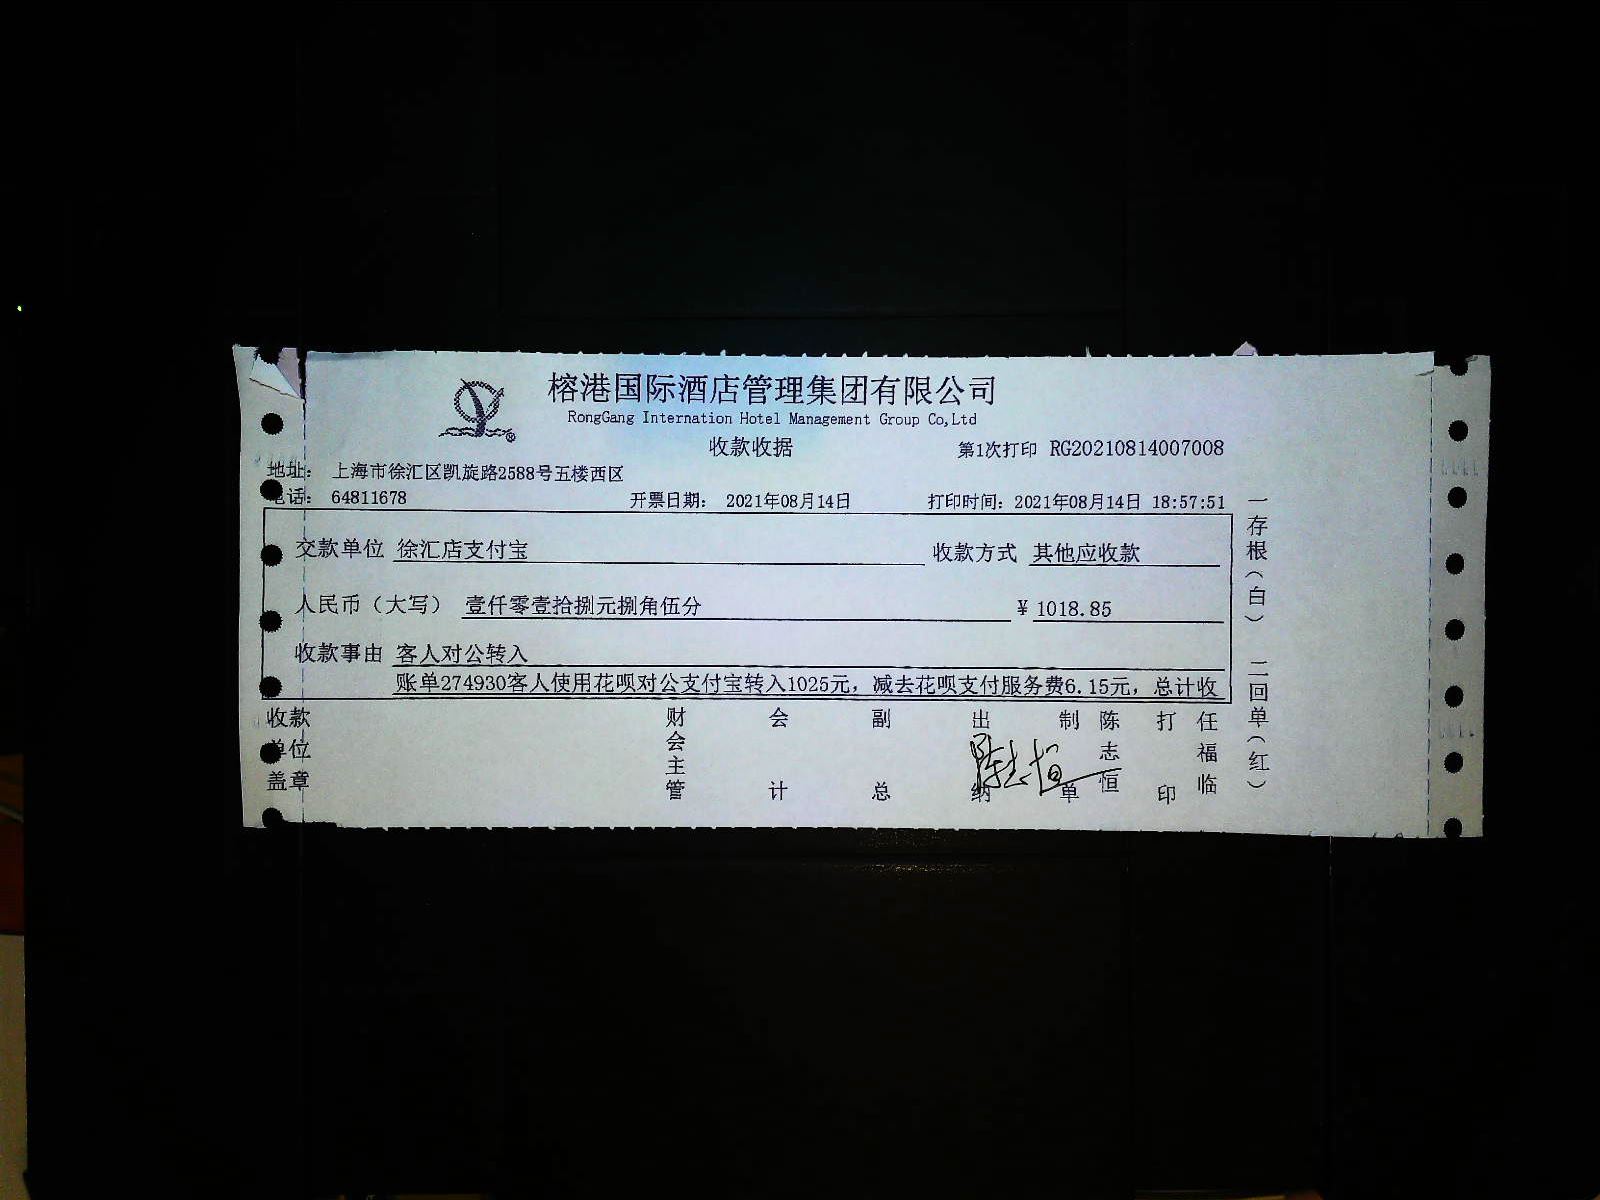 榕港国际酒店管理集团有限公司
RongGang Internation Hotel Management Group Co,Ltd
收款收据
第1次打印 RG20210814007008
地址： 上海市徐汇区凯旋路2588号五楼西区
电话： 64811678 开票日期： 2021年08月14日 打印时间：2021年08月14日 18:57:51
交款单位 徐汇店支付宝 收款方式 其他应收款
人民币（大写） 壹仟零壹拾捌元捌角伍分 ¥ 1018.85
收款事由 客人对公转入
账单274930客人使用花呗对公支付宝转入1025元，减去花呗支付服务费6.15元，总计收
收款单位盖章
财会主管
会计
副总
出纳
陈志恒
制单
陈志恒
打印
任福临
一存根（白） 二回单（红）